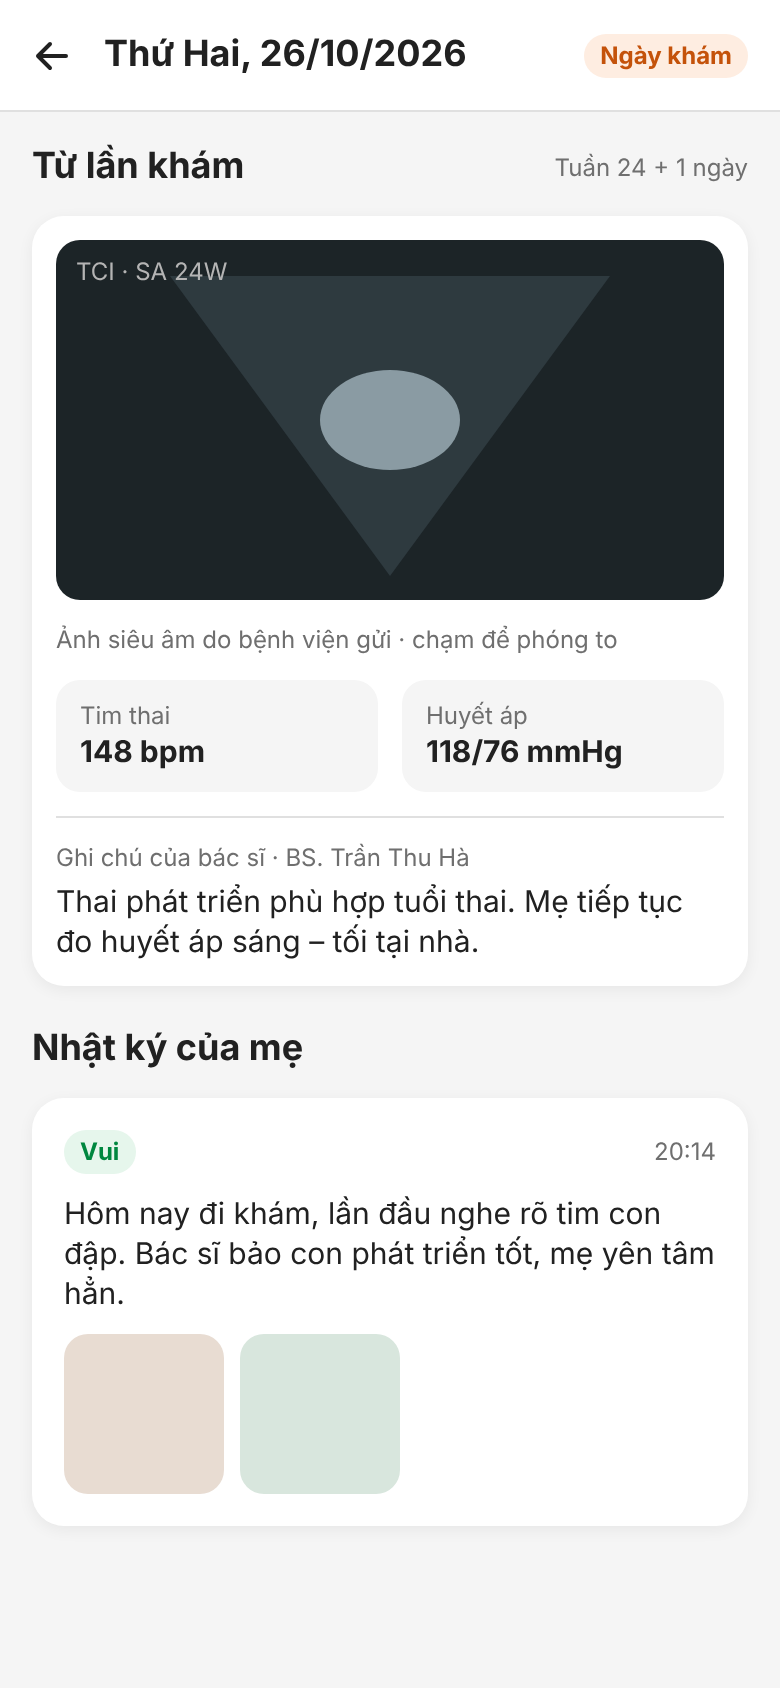 Thứ Hai, 26/10/2026
Ngày khám
Từ lần khám
Tuần 24 + 1 ngày
TCI · SA 24W
Ảnh siêu âm do bệnh viện gửi · chạm để phóng to
Tim thai
148 bpm
Huyết áp
118/76 mmHg
Ghi chú của bác sĩ · BS. Trần Thu Hà
Thai phát triển phù hợp tuổi thai. Mẹ tiếp tục
đo huyết áp sáng – tối tại nhà.
Nhật ký của mẹ
Vui
20:14
Hôm nay đi khám, lần đầu nghe rõ tim con
đập. Bác sĩ bảo con phát triển tốt, mẹ yên tâm
hẳn.